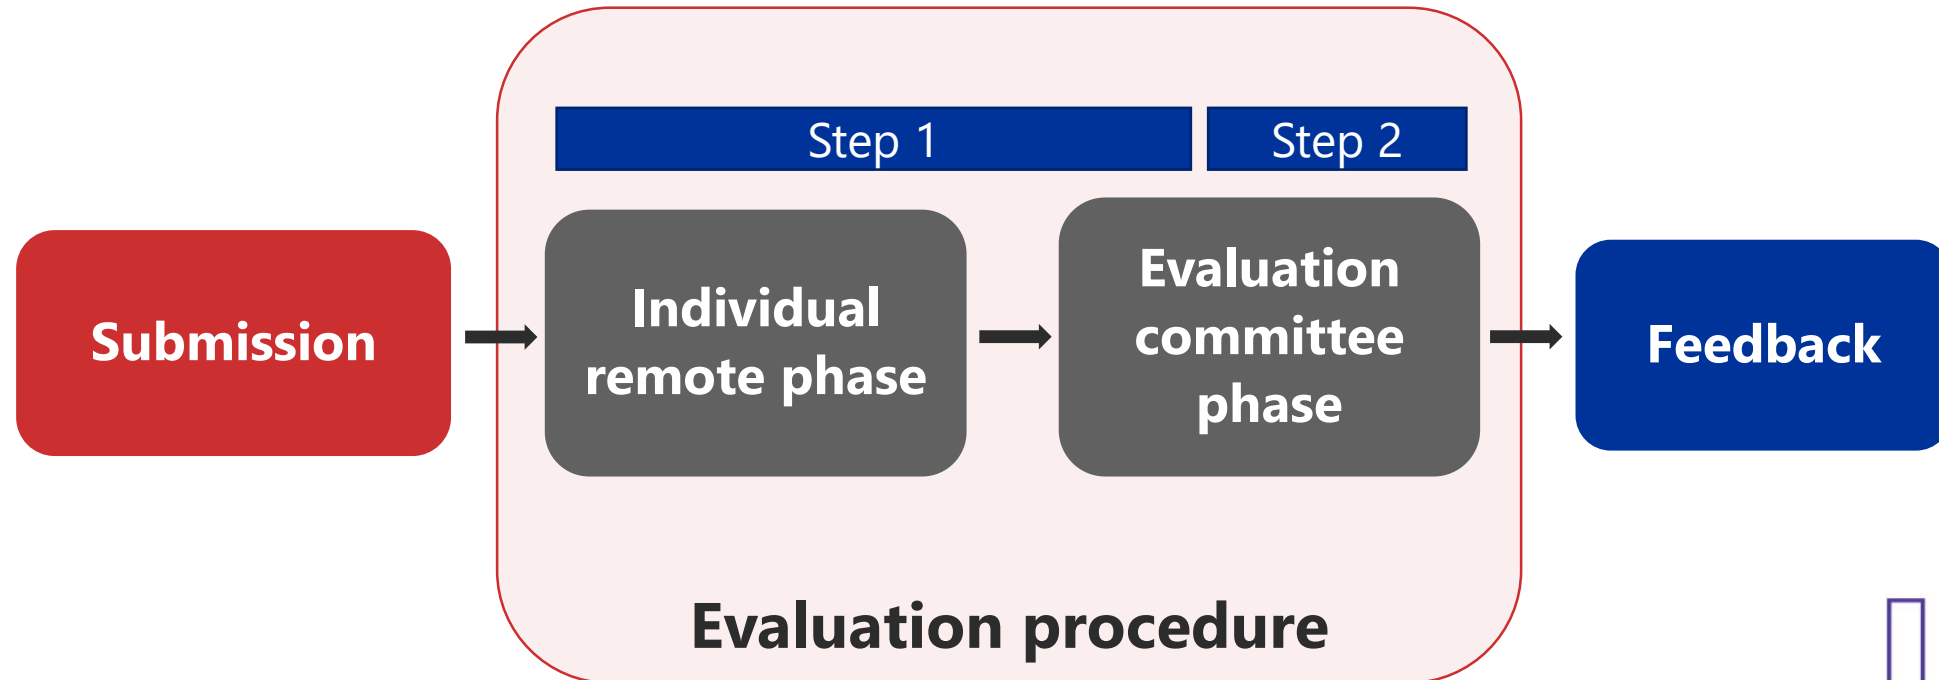 Step 1
Step 2
Submission
Individual
remote phase
Evaluation
committee
phase
Feedback
Evaluation procedure